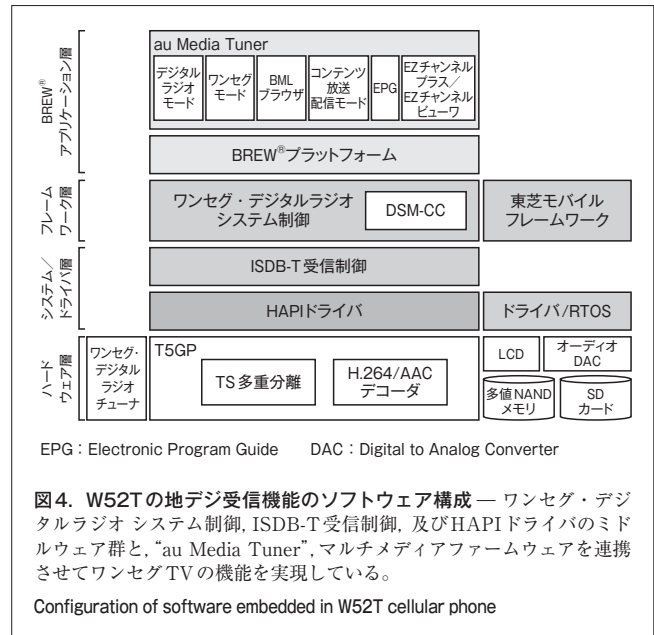 BREW®
アプリケーション層
au Media Tuner
デジタル
ラジオ
モード
ワンセグ
モード
BML
ブラウザ
コンテンツ
放送
配信モード
EPG
EZチャンネル
プラス/
EZチャンネル
ビューワ
BREW®プラットフォーム
フレーム
ワーク層
ワンセグ・デジタルラジオ
システム制御
DSM-CC
東芝モバイル
フレームワーク
システム/
ドライバ層
ISDB-T受信制御
HAPIドライバ
ドライバ/RTOS
ハード
ウェア層
ワンセグ・
デジタル
ラジオ
チューナ
T5GP
TS多重分離
H.264/AAC
デコーダ
LCD
オーディオ
DAC
多値NAND
メモリ
SD
カード
EPG:Electronic Program Guide DAC:Digital to Analog Converter
図4. W52Tの地デジ受信機能のソフトウェア構成 — ワンセグ・デジ
タルラジオ システム制御, ISDB-T受信制御, 及びHAPIドライバのミド
ルウェア群と, “au Media Tuner”, マルチメディアファームウェアを連携
させてワンセグTVの機能を実現している。
Configuration of software embedded in W52T cellular phone